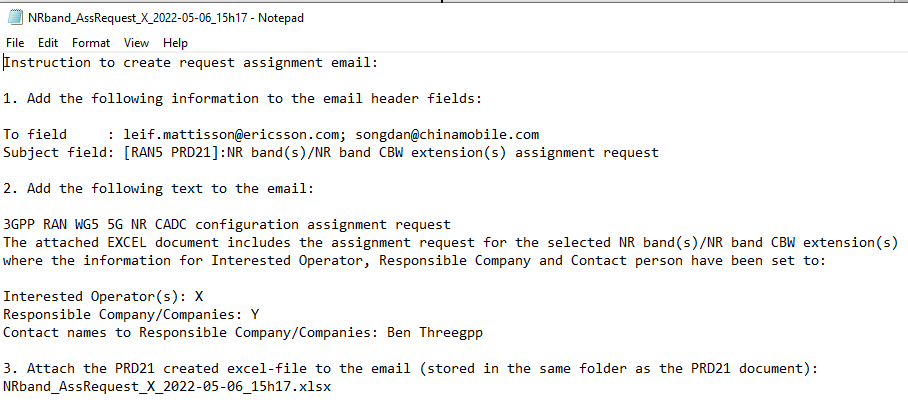 NRband_AssRequest_X_2022-05-06_15h17 - Notepad
File Edit Format View Help
Instruction to create request assignment email:
1. Add the following information to the email header fields:
To field     : leif.mattisson@ericsson.com; songdan@chinamobile.com
Subject field: [RAN5 PRD21]:NR band(s)/NR band CBW extension(s) assignment request
2. Add the following text to the email:
3GPP RAN WG5 5G NR CADC configuration assignment request
The attached EXCEL document includes the assignment request for the selected NR band(s)/NR band CBW extension(s)
where the information for Interested Operator, Responsible Company and Contact person have been set to:
Interested Operator(s): X
Responsible Company/Companies: Y
Contact names to Responsible Company/Companies: Ben Threegpp
3. Attach the PRD21 created excel-file to the email (stored in the same folder as the PRD21 document):
NRband_AssRequest_X_2022-05-06_15h17.xlsx